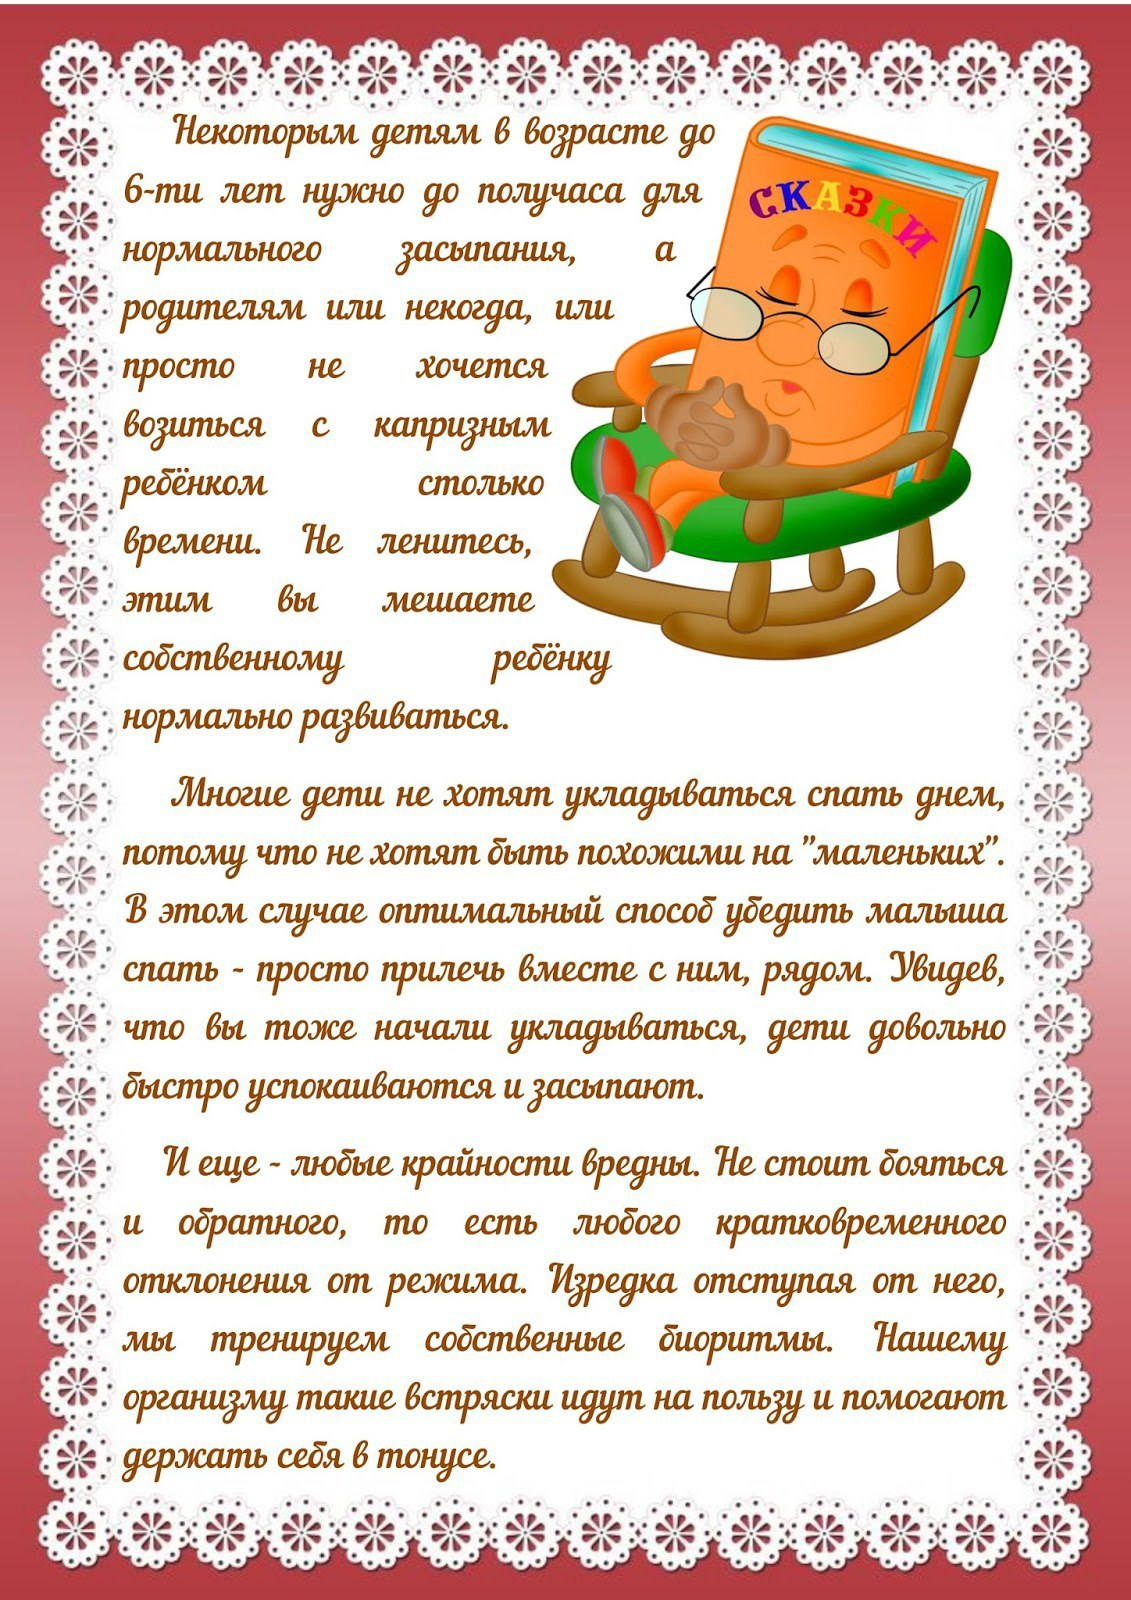 Некоторым детям в возрасте до
6-ти лет нужно до получаса для
нормального засыпания, а
родителям или некогда, или
просто не хочется
возиться с капризным
ребёнком столько
времени. Не ленитесь,
этим вы мешаете
собственному ребёнку
нормально развиваться.
СКАЗКИ
Многие дети не хотят укладываться спать днем,
потому что не хотят быть похожими на "маленьких".
В этом случае оптимальный способ убедить малыша
спать - просто прилечь вместе с ним, рядом. Увидев,
что вы тоже начали укладываться, дети довольно
быстро успокаиваются и засыпают.
И еще - любые крайности вредны. Не стоит бояться
и обратного, то есть любого кратковременного
отклонения от режима. Изредка отступая от него,
мы тренируем собственные биоритмы. Нашему
организму такие встряски идут на пользу и помогают
держать себя в тонусе.